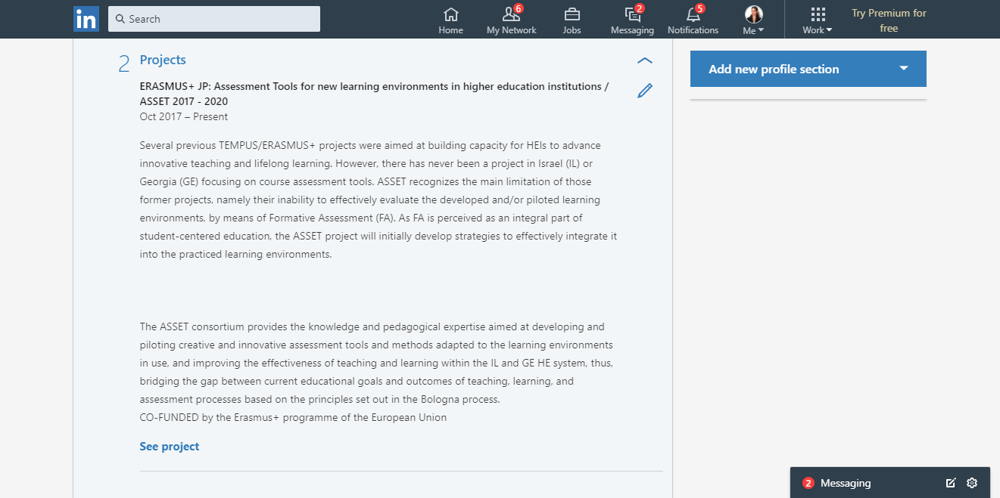 in
Search
Home
6
My Network
Jobs
2
Messaging
5
Notifications
Me
Work
Try Premium for
free
2
Projects
ERASMUS+ JP: Assessment Tools for new learning environments in higher education institutions /
ASSET 2017 - 2020
Oct 2017 – Present
Several previous TEMPUS/ERASMUS+ projects were aimed at building capacity for HEIs to advance
innovative teaching and lifelong learning. However, there has never been a project in Israel (IL) or
Georgia (GE) focusing on course assessment tools. ASSET recognizes the main limitation of those
former projects, namely their inability to effectively evaluate the developed and/or piloted learning
environments, by means of Formative Assessment (FA). As FA is perceived as an integral part of
student-centered education, the ASSET project will initially develop strategies to effectively integrate it
into the practiced learning environments.
The ASSET consortium provides the knowledge and pedagogical expertise aimed at developing and
piloting creative and innovative assessment tools and methods adapted to the learning environments
in use, and improving the effectiveness of teaching and learning within the IL and GE HE system, thus,
bridging the gap between current educational goals and outcomes of teaching, learning, and
assessment processes based on the principles set out in the Bologna process.
CO-FUNDED by the Erasmus+ programme of the European Union
See project
Add new profile section
2 Messaging